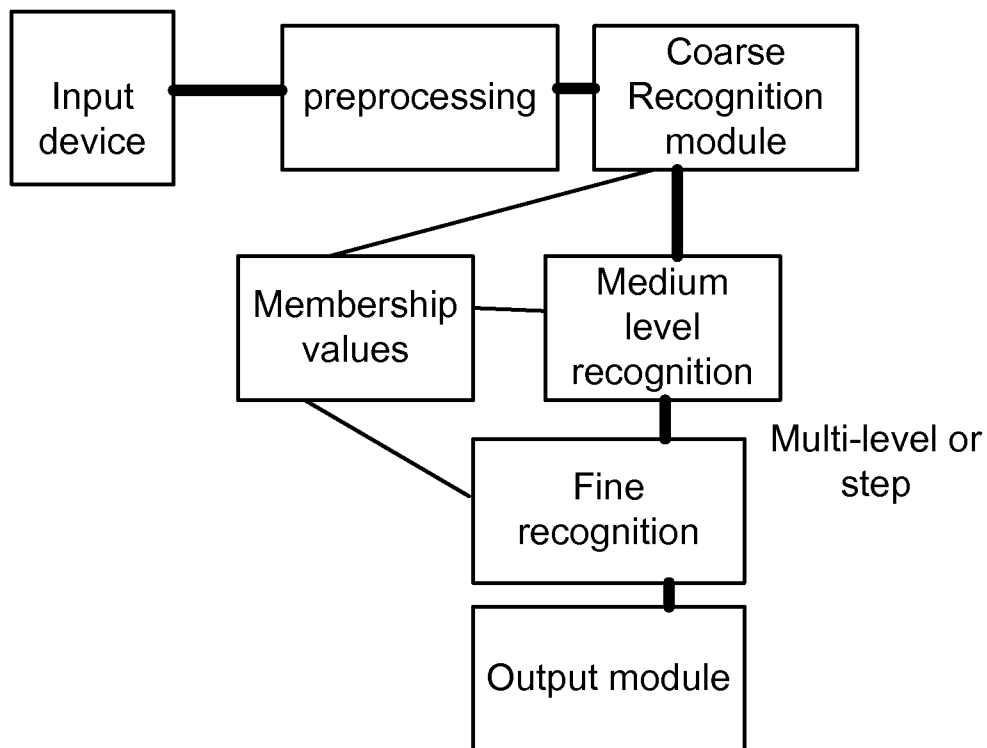 Input
device
preprocessing
Coarse
Recognition
module
Membership
values
Medium
level
recognition
Multi-level or
step
Fine
recognition
Output module